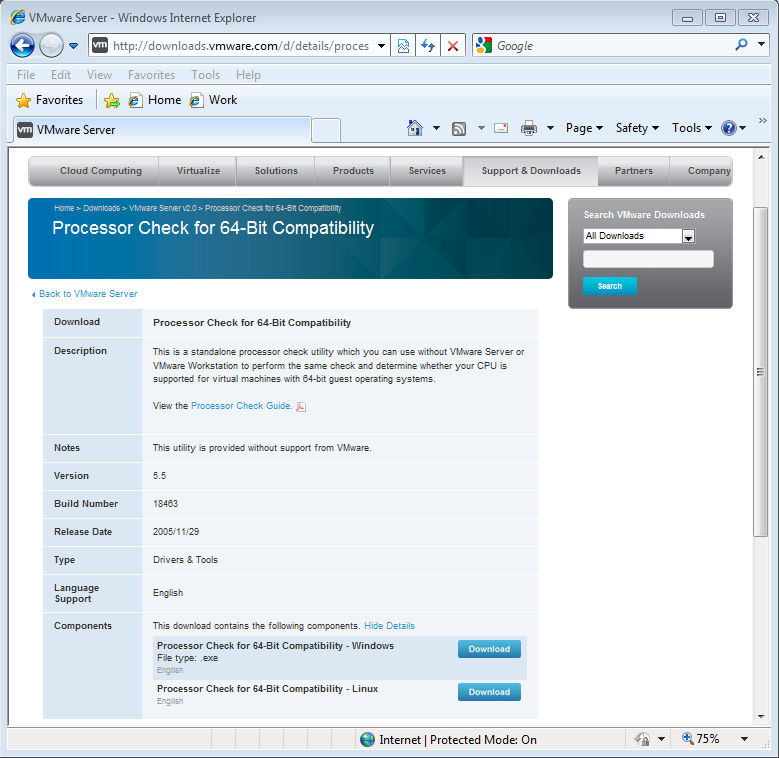 VMware Server - Windows Internet Explorer
vm http://downloads.vmware.com/d/details/proces
Google
File Edit View Favorites Tools Help
Favorites Home Work
vm VMware Server
Page Safety Tools »
Cloud Computing Virtualize Solutions Products Services Support & Downloads Partners Company
Home > Downloads > VMware Server v2.0 > Processor Check for 64-Bit Compatibility
Processor Check for 64-Bit Compatibility
Search VMware Downloads
All Downloads
Search
Back to VMware Server
Download Processor Check for 64-Bit Compatibility
Description This is a standalone processor check utility which you can use without VMware Server or
VMware Workstation to perform the same check and determine whether your CPU is
supported for virtual machines with 64-bit guest operating systems.
View the Processor Check Guide.
Notes This utility is provided without support from VMware.
Version 5.5
Build Number 18463
Release Date 2005/11/29
Type Drivers & Tools
Language
Support English
Components This download contains the following components. Hide Details
Processor Check for 64-Bit Compatibility - Windows
File type: .exe
English
Download
Processor Check for 64-Bit Compatibility - Linux
English
Download
Internet | Protected Mode: On 75%